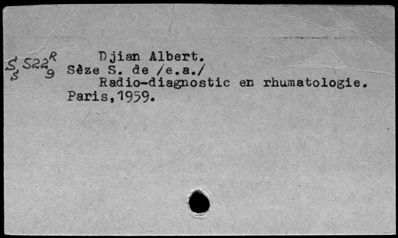 Djian Albert.
S 522 R
S 9
Sèze S. de /e.a./
Radio-diagnostic en rhumatologie.
Paris,1959.